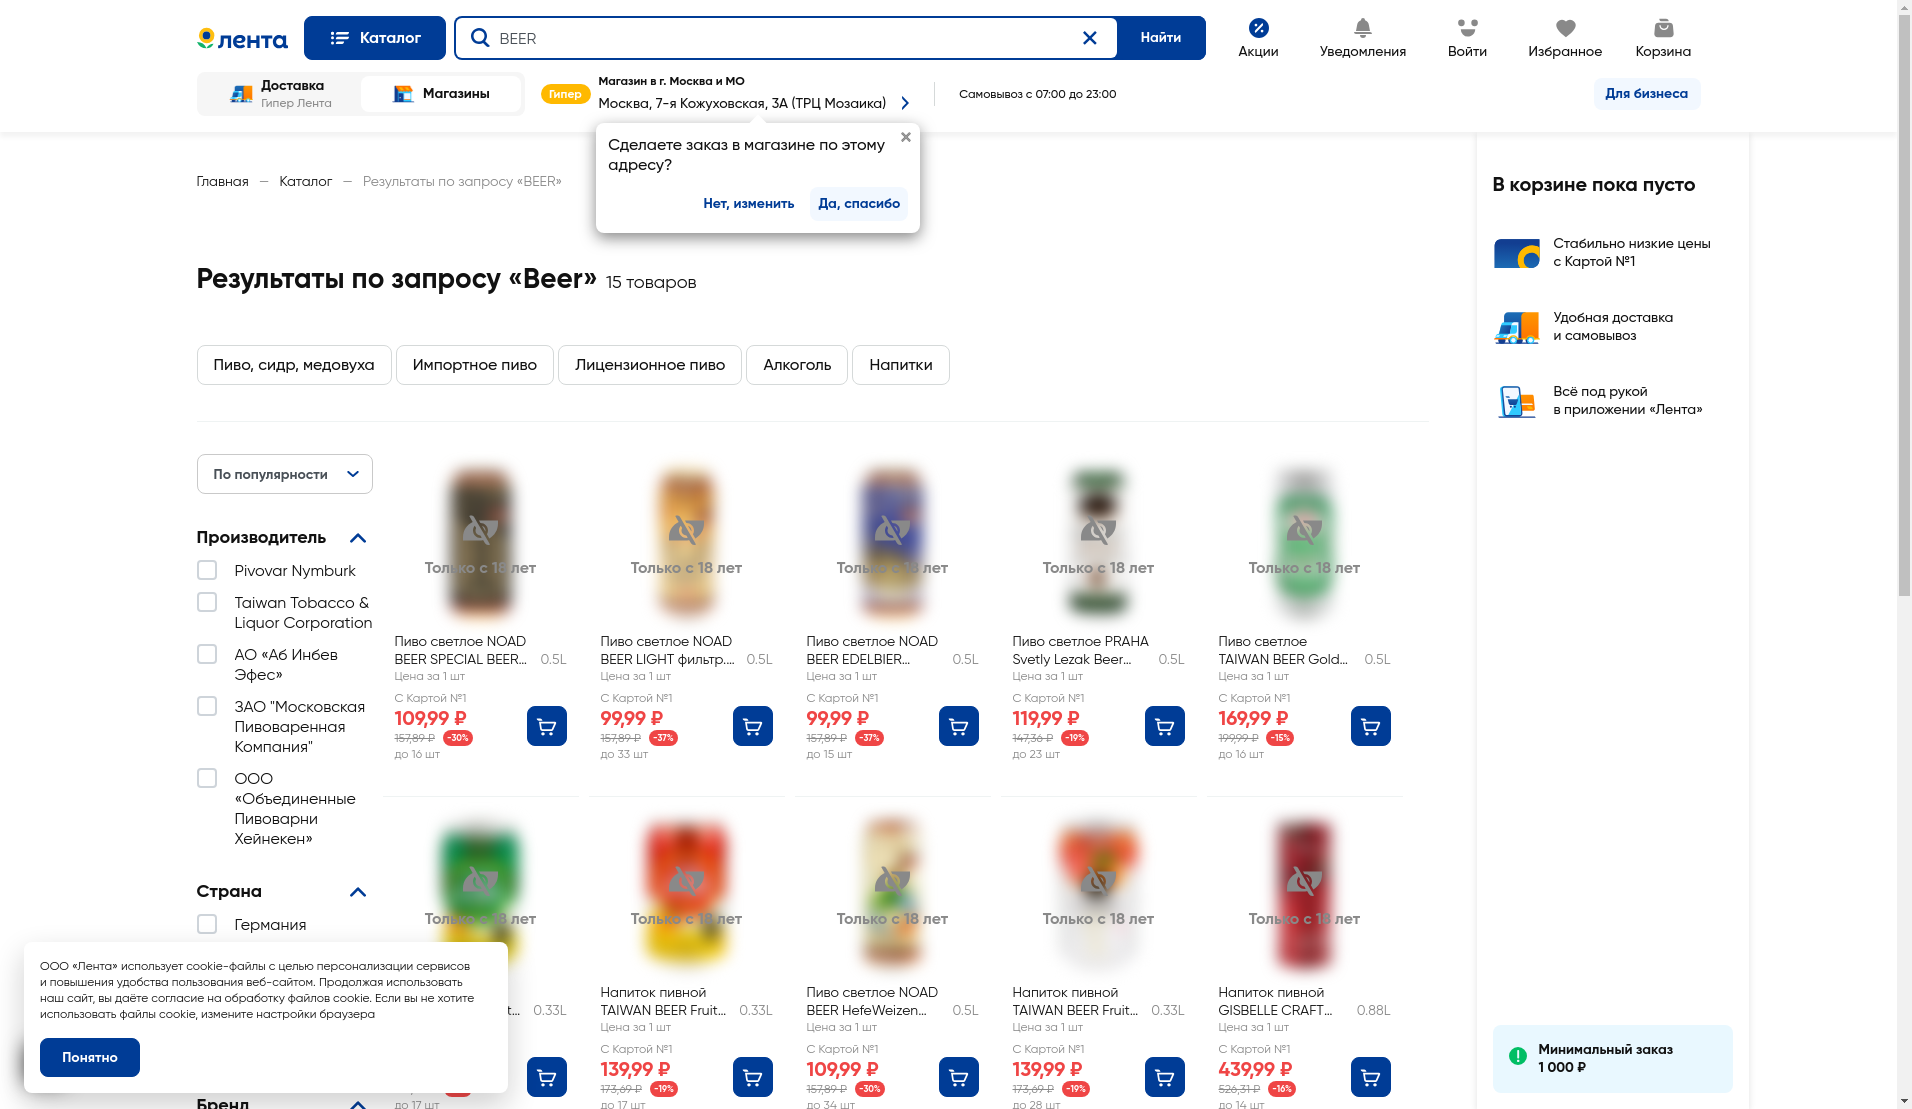 лента
Каталог
BEER
Найти
Акции
Уведомления
Войти
Избранное
Корзина
Доставка
Гипер Лента
Магазины
Гипер
Магазин в г. Москва и МО
Москва, 7-я Кожуховская, 3А (ТРЦ Мозаика)
Самовывоз с 07:00 до 23:00
Для бизнеса
Сделаете заказ в магазине по этому
адресу?
Нет, изменить
Да, спасибо
Главная — Каталог — Результаты по запросу «BEER»
Результаты по запросу «Beer» 15 товаров
Пиво, сидр, медовуха
Импортное пиво
Лицензионное пиво
Алкоголь
Напитки
По популярности
Производитель
Pivovar Nymburk
Taiwan Tobacco &
Liquor Corporation
АО «Аб Инбев
Эфес»
ЗАО "Московская
Пивоваренная
Компания"
ООО
«Объединенные
Пивоварни
Хейнекен»
Страна
Германия
Бренд
Только с 18 лет
Пиво светлое NOAD
BEER SPECIAL BEER... 0.5L
Цена за 1 шт
С Картой №1
109,99 ₽
157,89 ₽ -30%
до 16 шт
Только с 18 лет
Пиво светлое NOAD
BEER LIGHT фильтр.... 0.5L
Цена за 1 шт
С Картой №1
99,99 ₽
157,89 ₽ -37%
до 33 шт
Только с 18 лет
Пиво светлое NOAD
BEER EDELBIER... 0.5L
Цена за 1 шт
С Картой №1
99,99 ₽
157,89 ₽ -37%
до 15 шт
Только с 18 лет
Пиво светлое PRAHA
Svetly Lezak Beer... 0.5L
Цена за 1 шт
С Картой №1
119,99 ₽
147,36 ₽ -19%
до 23 шт
Только с 18 лет
Пиво светлое
TAIWAN BEER Gold... 0.5L
Цена за 1 шт
С Картой №1
169,99 ₽
199,99 ₽ -15%
до 16 шт
Только с 18 лет
t... 0.33L
до 17 шт
Только с 18 лет
Напиток пивной
TAIWAN BEER Fruit... 0.33L
Цена за 1 шт
С Картой №1
139,99 ₽
173,69 ₽ -19%
до 17 шт
Только с 18 лет
Пиво светлое NOAD
BEER HefeWeizen... 0.5L
Цена за 1 шт
С Картой №1
109,99 ₽
157,89 ₽ -30%
до 34 шт
Только с 18 лет
Напиток пивной
TAIWAN BEER Fruit... 0.33L
Цена за 1 шт
С Картой №1
139,99 ₽
173,69 ₽ -19%
до 28 шт
Только с 18 лет
Напиток пивной
GISBELLE CRAFT... 0.88L
Цена за 1 шт
С Картой №1
439,99 ₽
526,31 ₽ -16%
до 14 шт
ООО «Лента» использует cookie-файлы с целью персонализации сервисов
и повышения удобства пользования веб-сайтом. Продолжая использовать
наш сайт, вы даёте согласие на обработку файлов cookie. Если вы не хотите
использовать файлы cookie, измените настройки браузера
Понятно
В корзине пока пусто
Стабильно низкие цены
с Картой №1
Удобная доставка
и самовывоз
Всё под рукой
в приложении «Лента»
Минимальный заказ
1 000 ₽